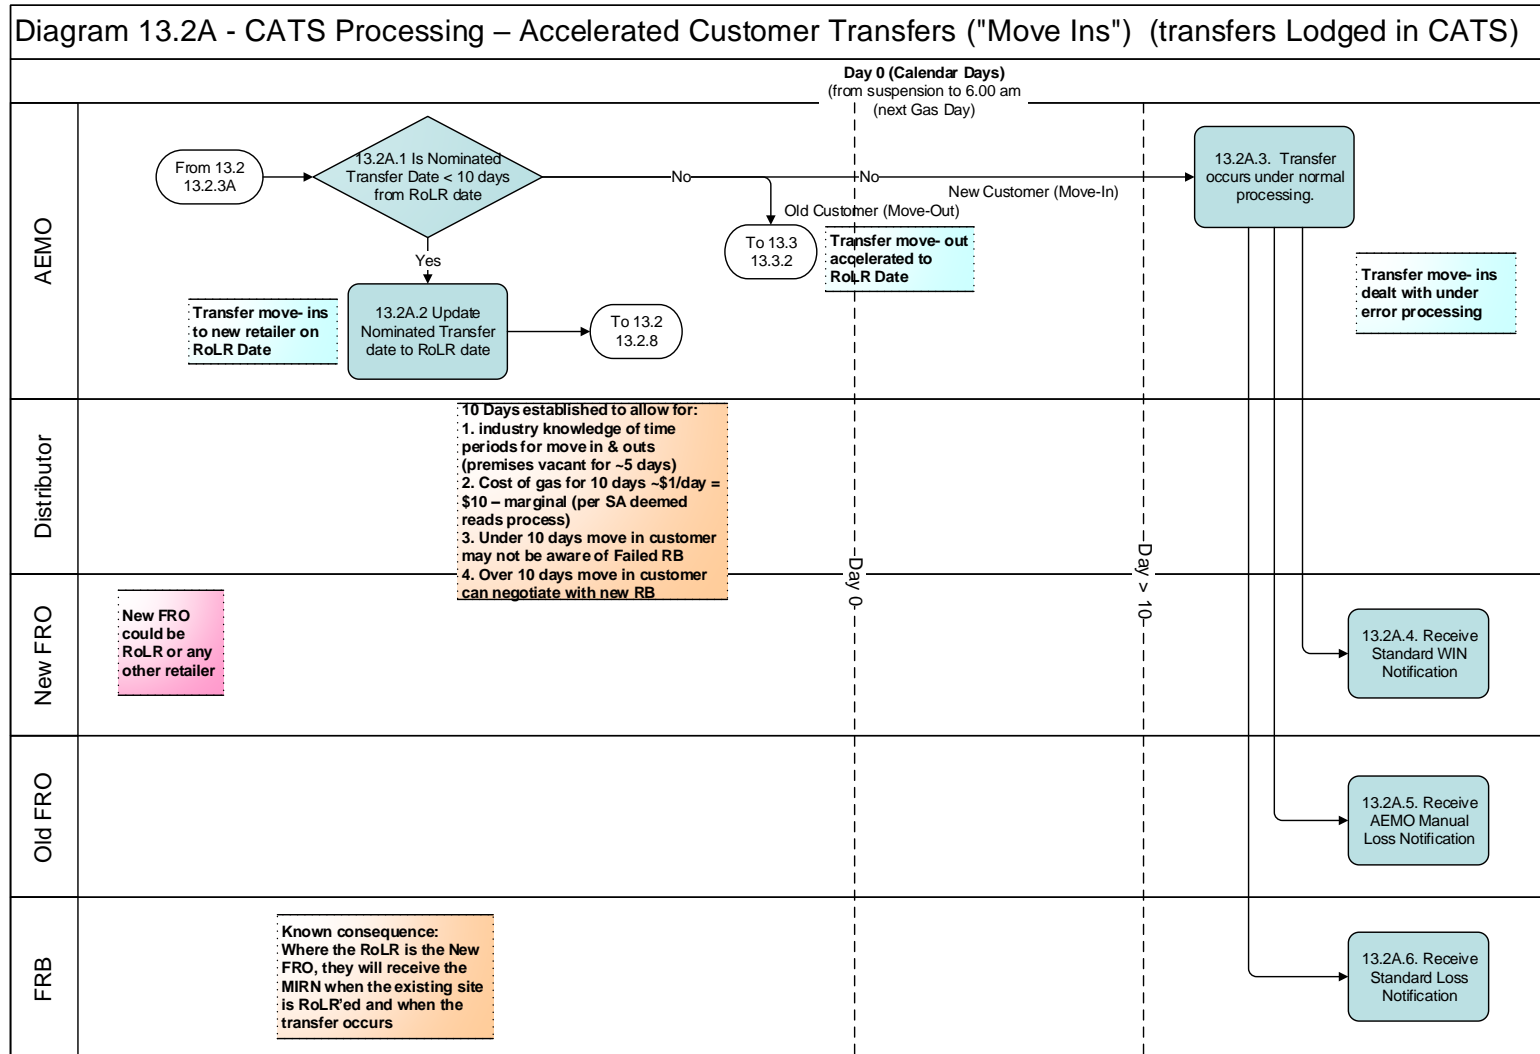 Diagram 13.2A - CATS Processing – Accelerated Customer Transfers ("Move Ins")  (transfers Lodged in CATS)
Day 0 (Calendar Days)
(from suspension to 6.00 am
(next Gas Day)
AEMO
From 13.2
13.2.3A
13.2A.1 Is Nominated
Transfer Date < 10 days
from RoLR date
No
No
New Customer (Move-In)
Old Customer (Move-Out)
13.2A.3.  Transfer
occurs under normal
processing.
To 13.3
13.3.2
Transfer move- out
accelerated to
RoLR Date
Yes
Transfer move- ins
dealt with under
error processing
Transfer move- ins
to new retailer on
RoLR Date
13.2A.2 Update
Nominated Transfer
date to RoLR date
To 13.2
13.2.8
Distributor
10 Days established to allow for:
1. industry knowledge of time
periods for move in & outs
(premises vacant for ~5 days)
2. Cost of gas for 10 days ~$1/day =
$10 – marginal (per SA deemed
reads process)
3. Under 10 days move in customer
may not be aware of Failed RB
4. Over 10 days move in customer
can negotiate with new RB
Day 0
Day > 10
New FRO
New FRO
could be
RoLR or any
other retailer
13.2A.4. Receive
Standard WIN
Notification
Old FRO
13.2A.5. Receive
AEMO Manual
Loss Notification
FRB
Known consequence:
Where the RoLR is the New
FRO, they will receive the
MIRN when the existing site
is RoLR'ed and when the
transfer occurs
13.2A.6. Receive
Standard Loss
Notification